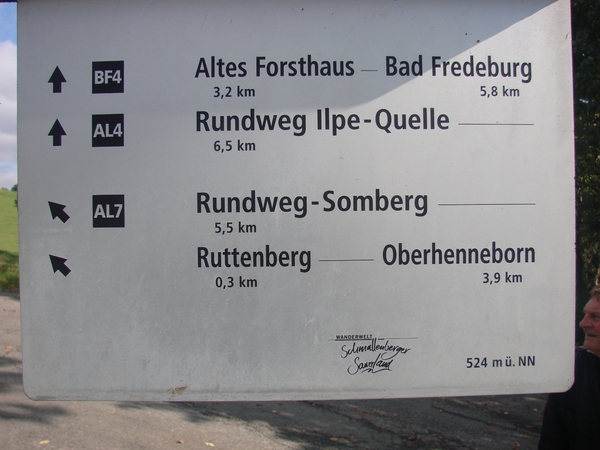 BF4 Altes Forsthaus — Bad Fredeburg
3,2 km 5,8 km
AL4 Rundweg Ilpe-Quelle
6,5 km
AL7 Rundweg-Somberg
5,5 km
Ruttenberg — Oberhenneborn
0,3 km 3,9 km
WANDERWELT
Schmallenberger
Sauerland
524 m ü. NN